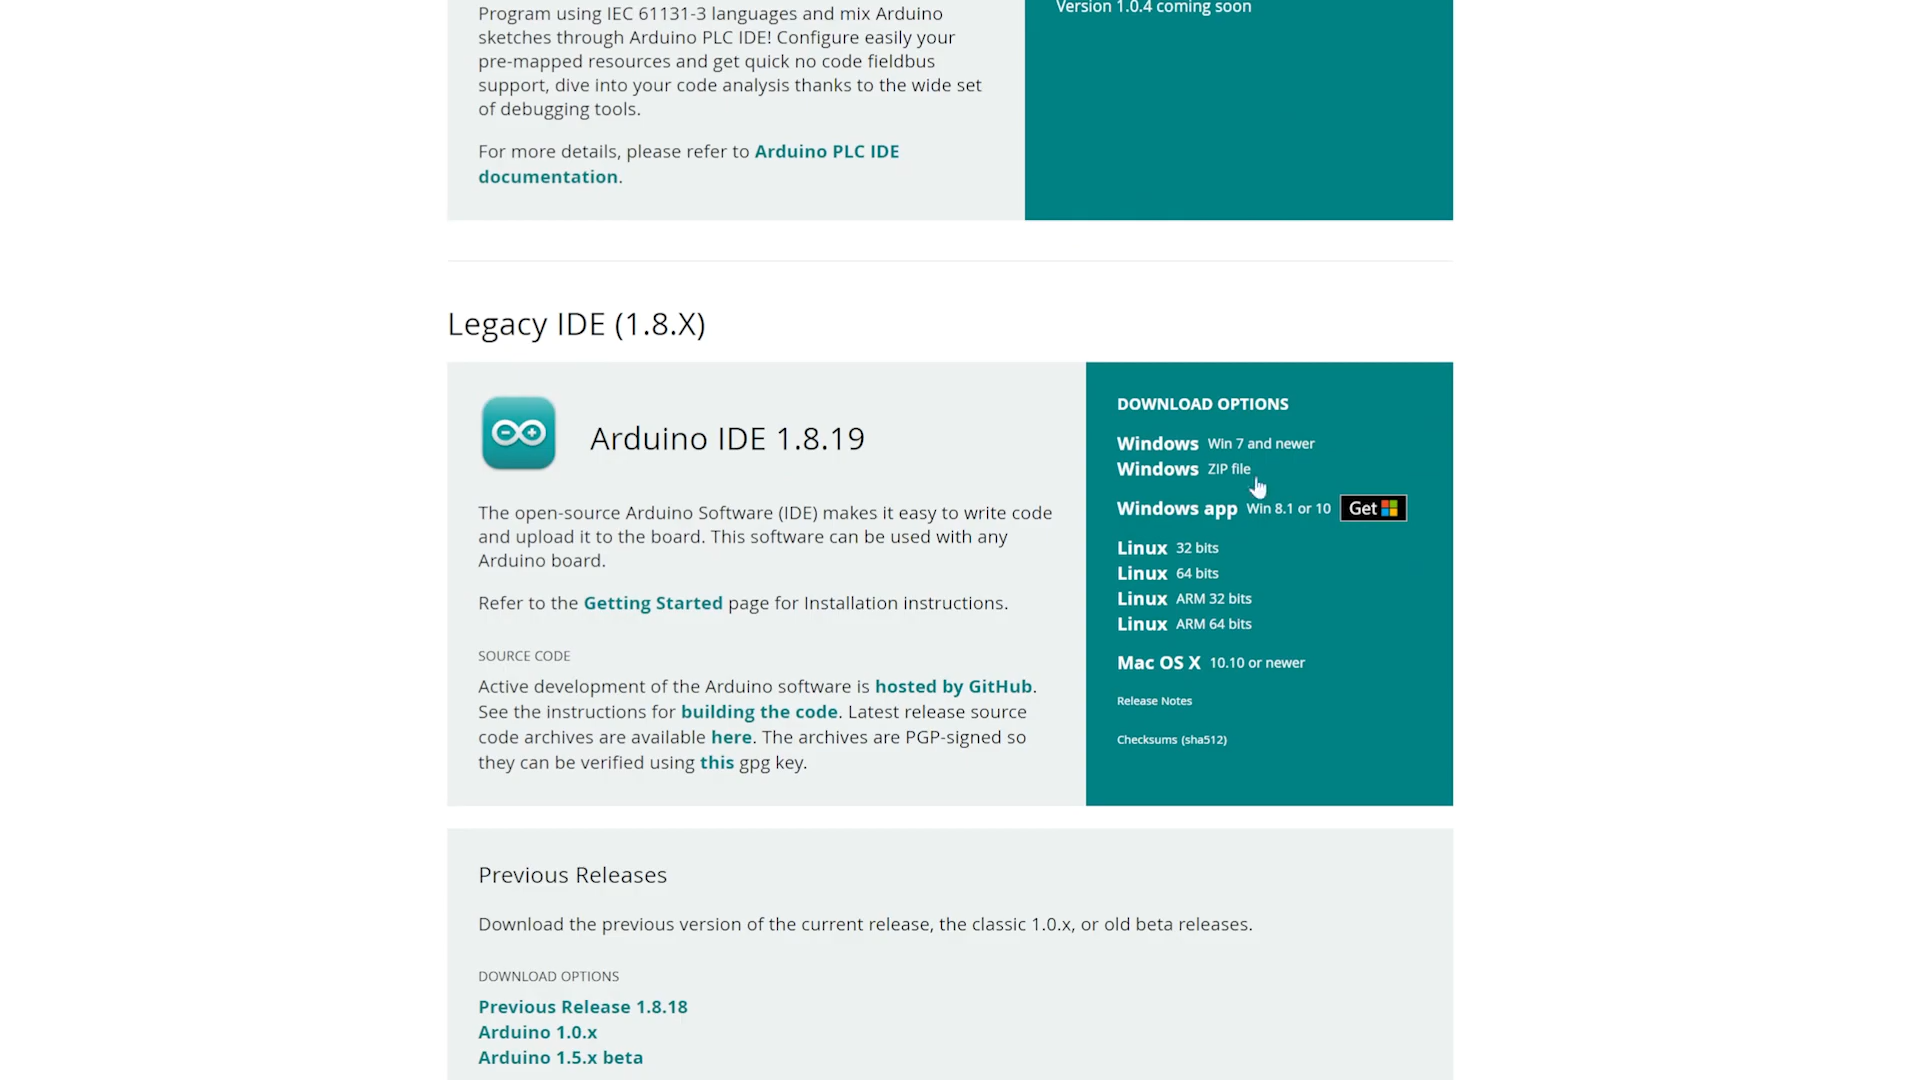 Program using IEC 61131-3 languages and mix Arduino
sketches through Arduino PLC IDE! Configure easily your
pre-mapped resources and get quick no code fieldbus
support, dive into your code analysis thanks to the wide set
of debugging tools.
For more details, please refer to Arduino PLC IDE
documentation.
Version 1.0.4 coming soon
Legacy IDE (1.8.X)
Arduino IDE 1.8.19
The open-source Arduino Software (IDE) makes it easy to write code
and upload it to the board. This software can be used with any
Arduino board.
Refer to the Getting Started page for Installation instructions.
SOURCE CODE
Active development of the Arduino software is hosted by GitHub.
See the instructions for building the code. Latest release source
code archives are available here. The archives are PGP-signed so
they can be verified using this gpg key.
DOWNLOAD OPTIONS
Windows Win 7 and newer
Windows ZIP file
Windows app Win 8.1 or 10 Get
Linux 32 bits
Linux 64 bits
Linux ARM 32 bits
Linux ARM 64 bits
Mac OS X 10.10 or newer
Release Notes
Checksums (sha512)
Previous Releases
Download the previous version of the current release, the classic 1.0.x, or old beta releases.
DOWNLOAD OPTIONS
Previous Release 1.8.18
Arduino 1.0.x
Arduino 1.5.x beta